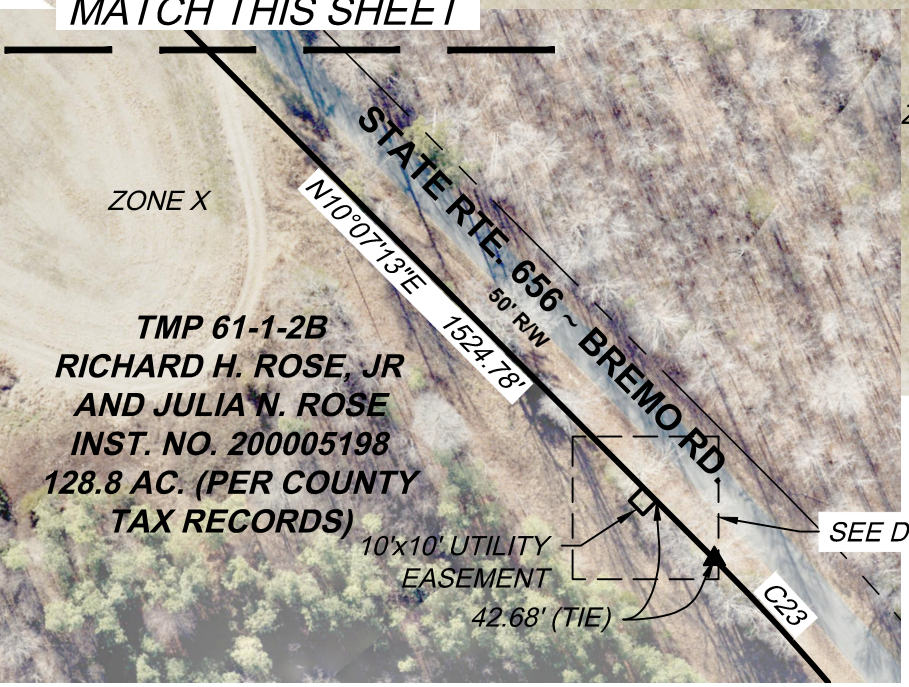 MATCH THIS SHEET
STATE RTE. 656 ~ BREMO RD.
50' R/W
ZONE X
N10°07'13"E 1524.78'
TMP 61-1-2B
RICHARD H. ROSE, JR
AND JULIA N. ROSE
INST. NO. 200005198
128.8 AC. (PER COUNTY
TAX RECORDS)
10'x10' UTILITY
EASEMENT
42.68' (TIE)
SEE D
C23